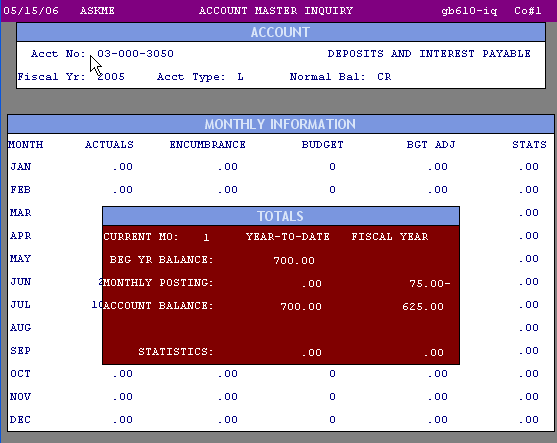 05/15/06 ASKME ACCOUNT MASTER INQUIRY gb610-iq Co#1
ACCOUNT
Acct No: 03-000-3050 DEPOSITS AND INTEREST PAYABLE
Fiscal Yr: 2005 Acct Type: L Normal Bal: CR
MONTHLY INFORMATION
MONTH ACTUALS ENCUMBRANCE BUDGET BGT ADJ STATS
JAN .00 .00 0 .00 .00
FEB .00 .00 0 .00 .00
MAR .00
APR .00
MAY .00
JUN .00
JUL 10 .00
AUG .00
SEP .00
TOTALS
CURRENT MO: 1 YEAR-TO-DATE FISCAL YEAR
BEG YR BALANCE: 700.00
MONTHLY POSTING: .00 75.00-
ACCOUNT BALANCE: 700.00 625.00
STATISTICS: .00 .00
OCT .00 .00 0 .00 .00
NOV .00 .00 0 .00 .00
DEC .00 .00 0 .00 .00